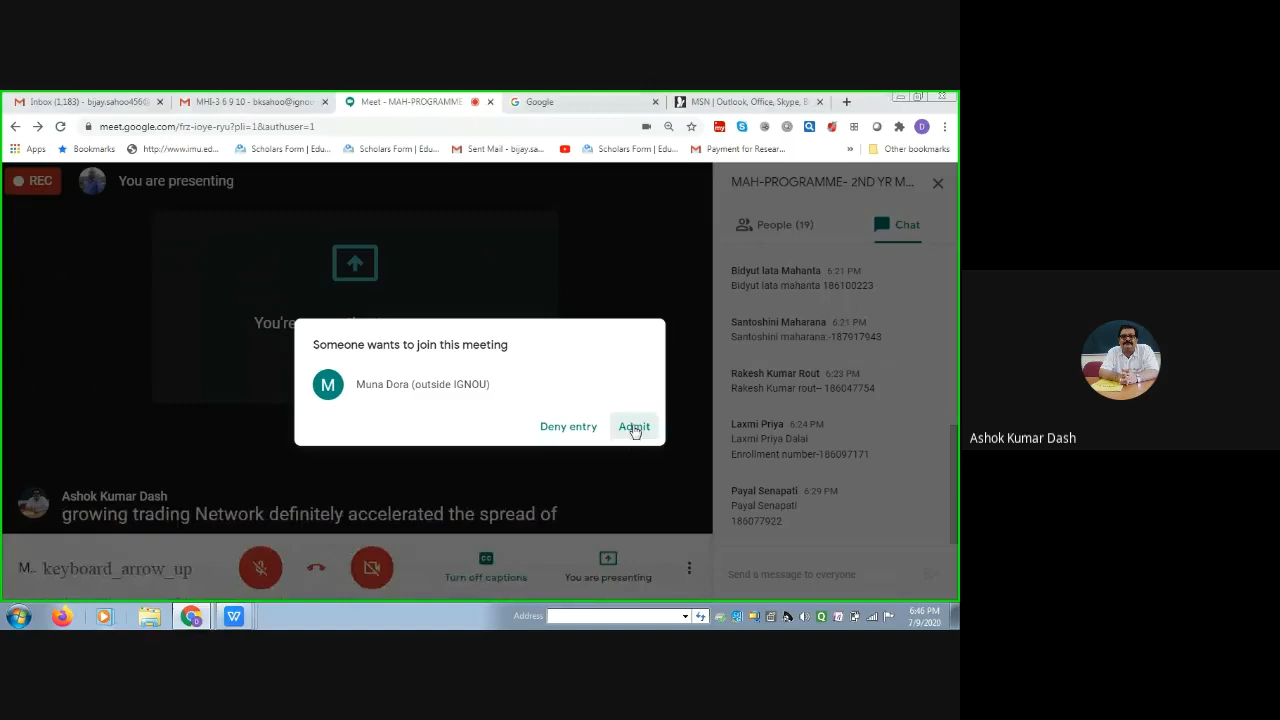 Inbox (1,183) - bijay.sahoo456@
MHI-3 6 9 10 - bksahoo@igno
Meet - MAH-PROGRAMME
Google
MSN | Outlook, Office, Skype, B
meet.google.com/frz-ioye-ryu?pli=1&authuser=1
Apps
Bookmarks
http://www.imu.ed...
Scholars Form | Edu...
Scholars Form | Edu...
Sent Mail - bijay.sa...
Scholars Form | Edu...
Payment for Resear...
»
Other bookmarks
REC
You are presenting
MAH-PROGRAMME- 2ND YR M...
People (19)
Chat
Bidyut lata Mahanta 6:21 PM
Bidyut lata mahanta 186100223
Santoshini Maharana 6:21 PM
Santoshini maharana:-187917943
Rakesh Kumar Rout 6:23 PM
Rakesh Kumar rout-- 186047754
Laxmi Priya 6:24 PM
Laxmi Priya Dalai
Enrollment number-186097171
Payal Senapati 6:29 PM
Payal Senapati
186077922
Send a message to everyone
You're
Someone wants to join this meeting
M
Muna Dora (outside IGNOU)
Deny entry
Admit
Ashok Kumar Dash
growing trading Network definitely accelerated the spread of
M.. keyboard_arrow_up
Turn off captions
You are presenting
Address
6:46 PM
7/9/2020
Ashok Kumar Dash